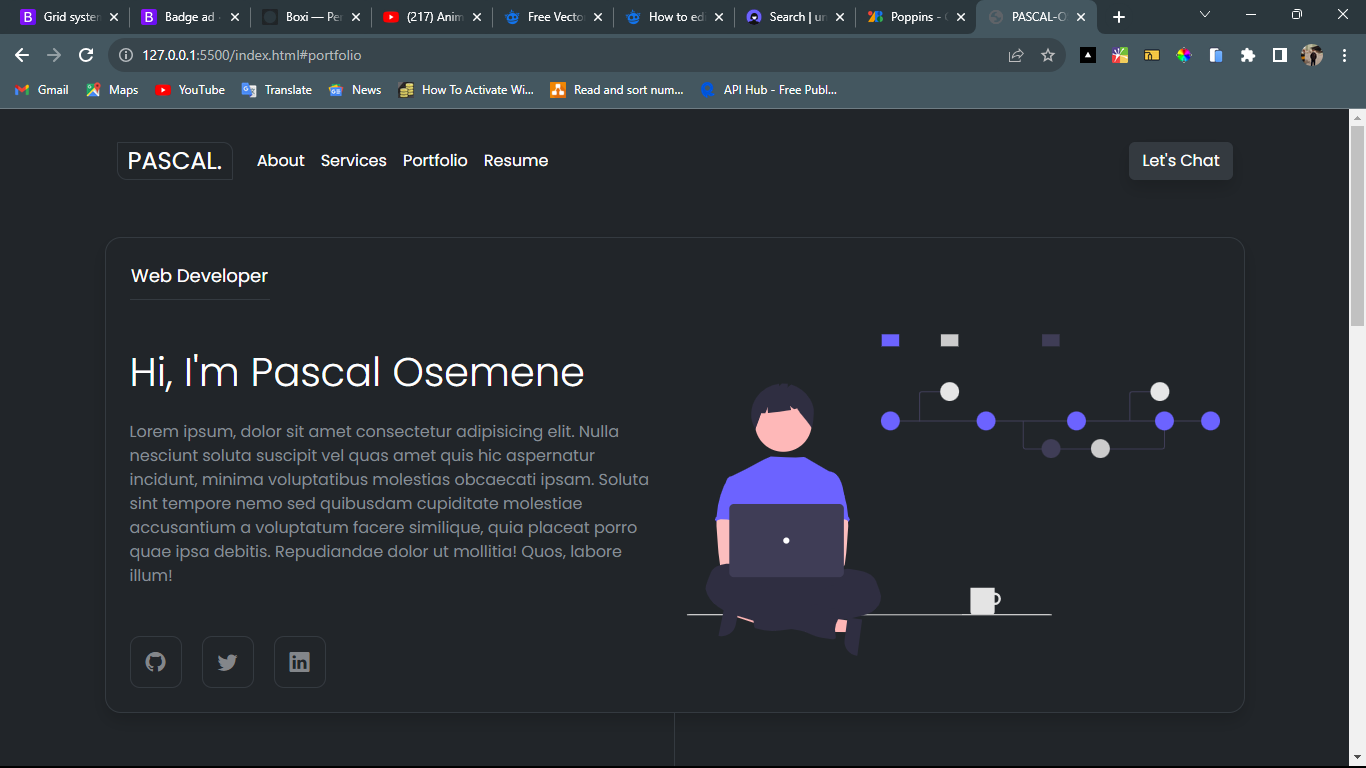 Grid system
Badge ad
Boxi — Per
(217) Anim
Free Vecto
How to edi
Search | un
Poppins - G
PASCAL-O
127.0.0.1:5500/index.html#portfolio
Gmail
Maps
YouTube
Translate
News
How To Activate Wi...
Read and sort num...
API Hub - Free Publ...
PASCAL.
About
Services
Portfolio
Resume
Let's Chat
Web Developer
Hi, I'm Pascal Osemene
Lorem ipsum, dolor sit amet consectetur adipisicing elit. Nulla
nesciunt soluta suscipit vel quas amet quis hic aspernatur
incidunt, minima voluptatibus molestias obcaecati ipsam. Soluta
sint tempore nemo sed quibusdam cupiditate molestiae
accusantium a voluptatum facere similique, quia placeat porro
quae ipsa debitis. Repudiandae dolor ut mollitia! Quos, labore
illum!